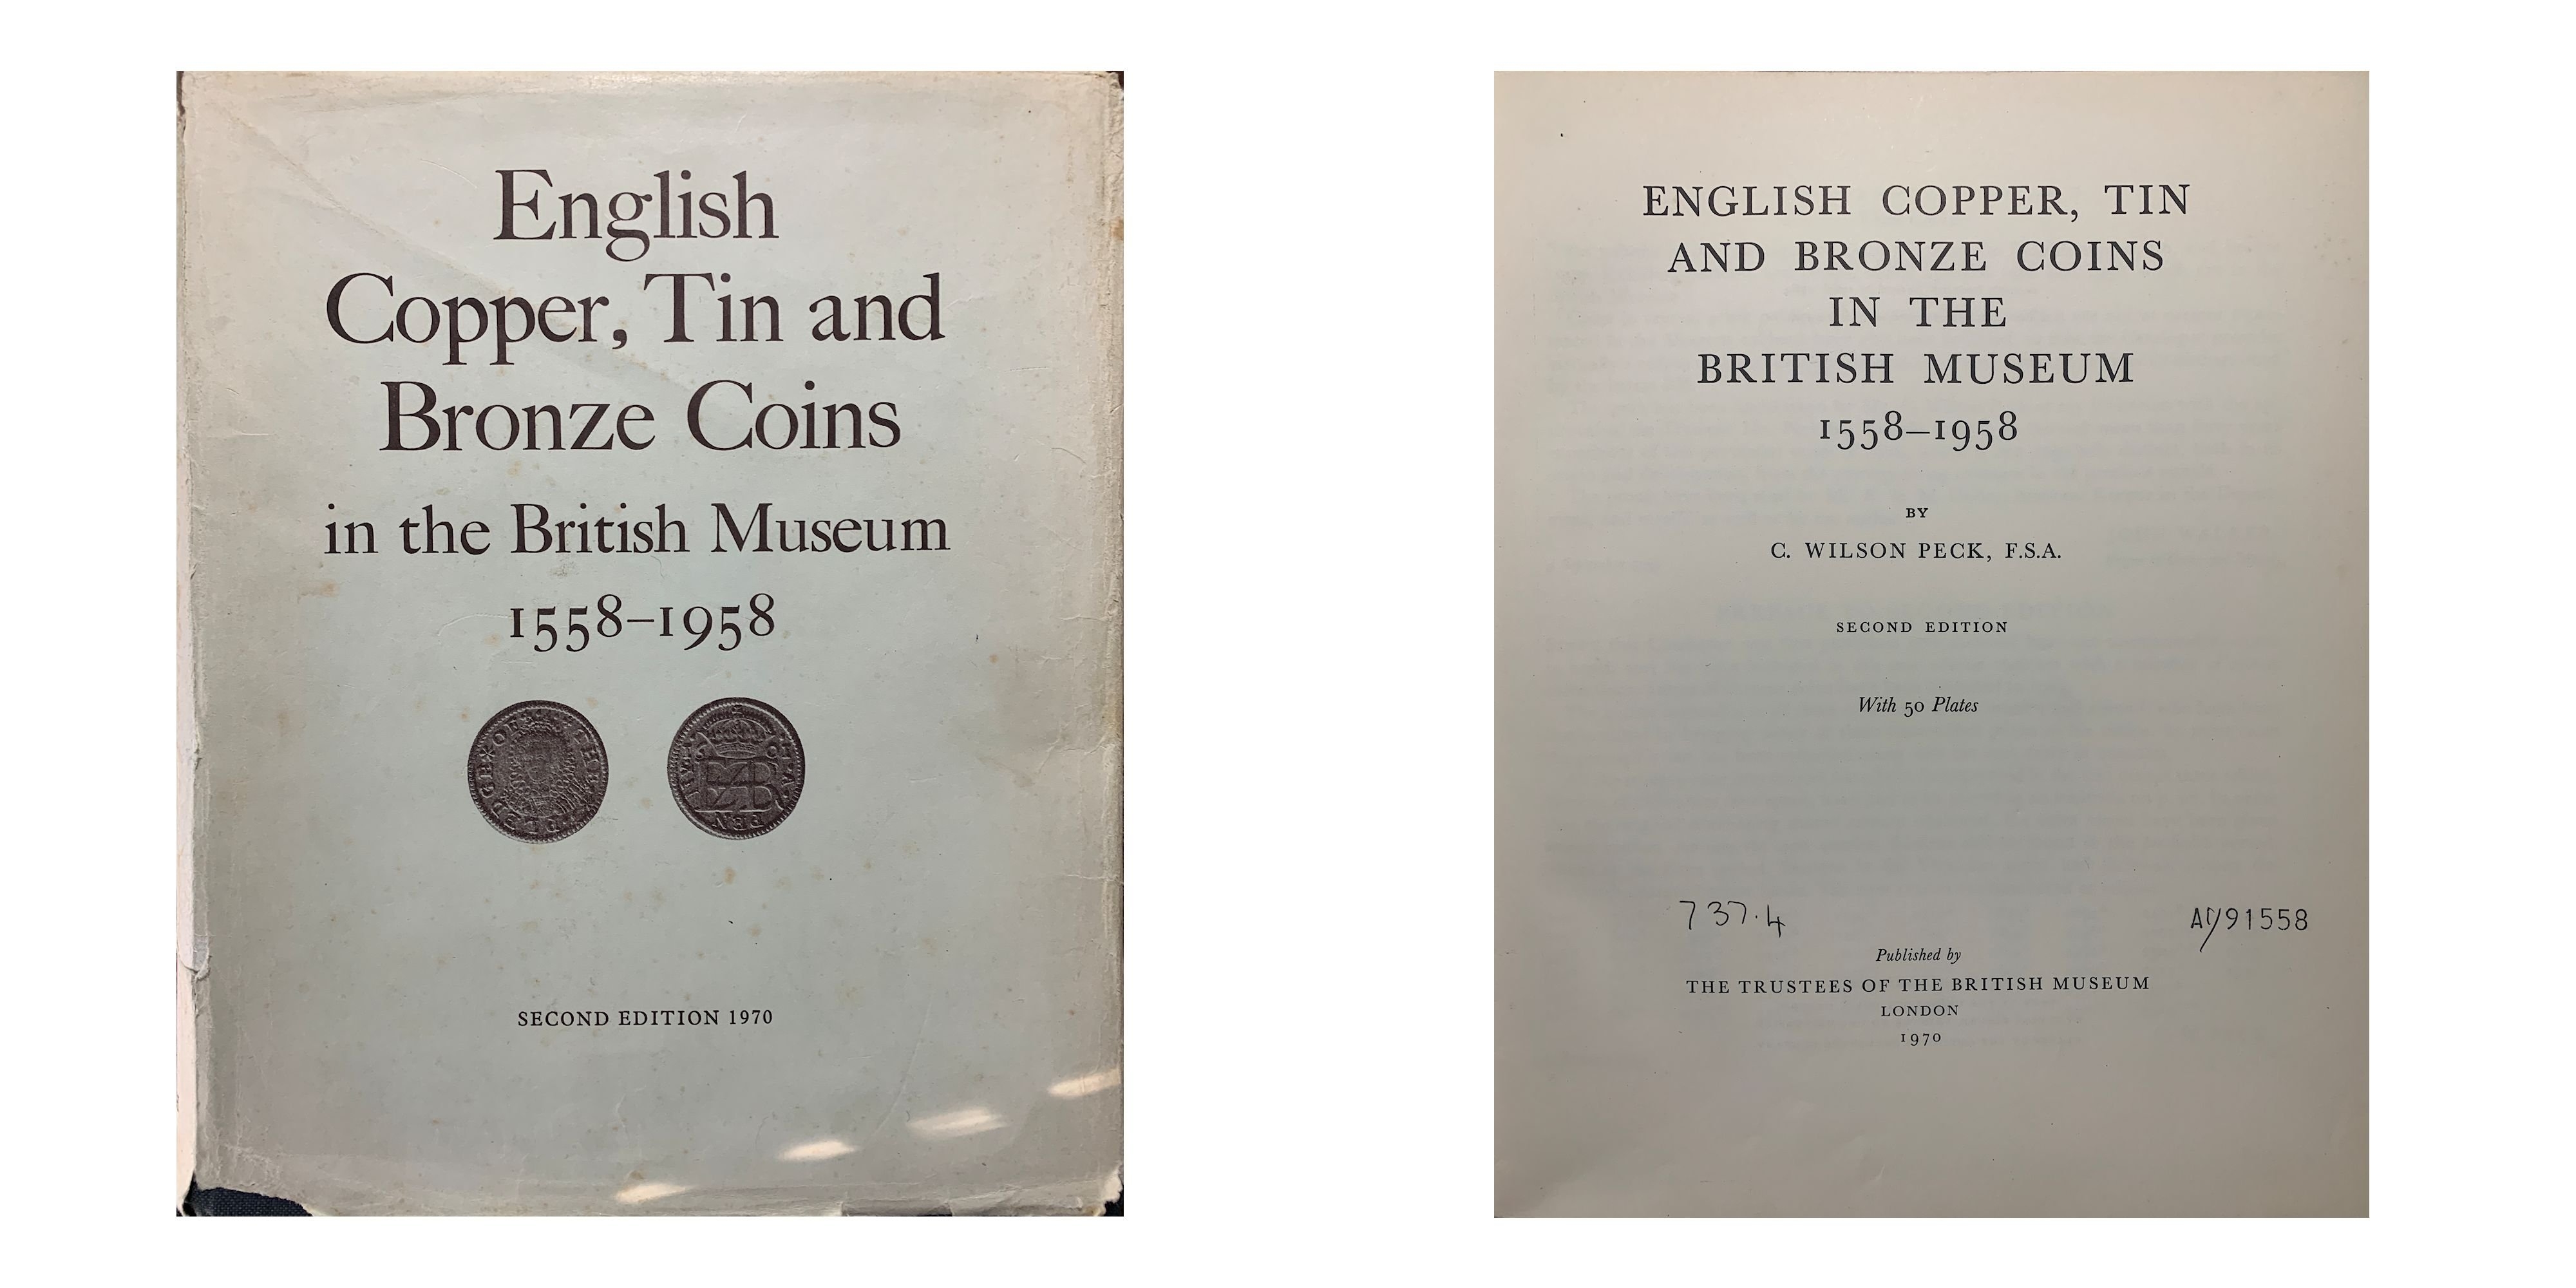 English
Copper, Tin and
Bronze Coins
in the British Museum
1558–1958
SECOND EDITION 1970
ENGLISH COPPER, TIN
AND BRONZE COINS
IN THE
BRITISH MUSEUM
1558–1958
BY
C. WILSON PECK, F.S.A.
SECOND EDITION
With 50 Plates
737.4
Published by
THE TRUSTEES OF THE BRITISH MUSEUM
LONDON
1970